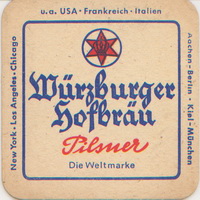 u.a. USA · Frankreich · Italien
New York · Los Angeles · Chicago
Aachen · Berlin · Kiel · München
Würzburger
Hofbräu
Pilsner
Die Weltmarke